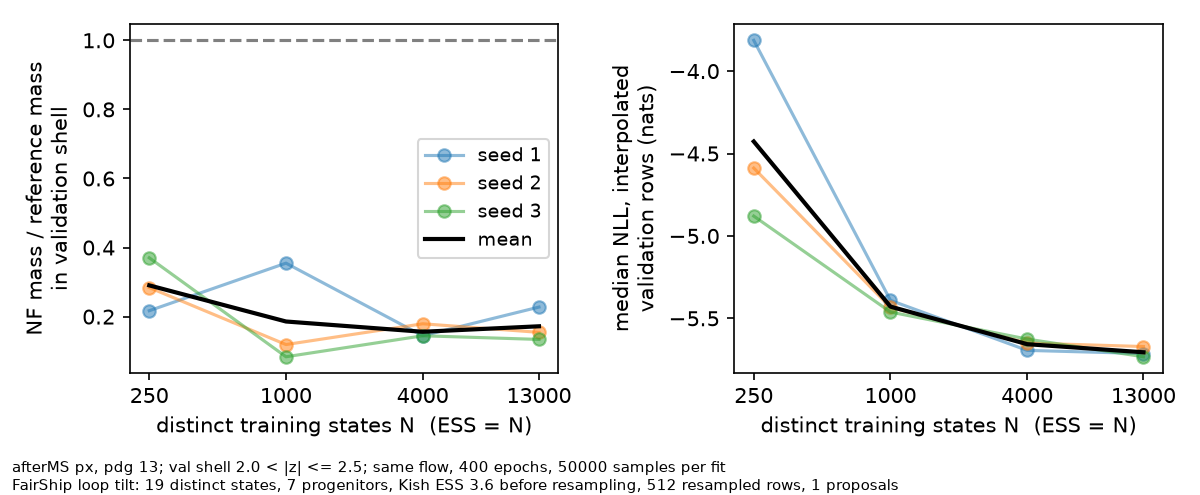 NF mass / reference mass
in validation shell
1.0
0.8
0.6
0.4
0.2
seed 1
seed 2
seed 3
mean
250
1000
4000
13000
distinct training states N (ESS = N)
median NLL, interpolated
validation rows (nats)
−4.0
−4.5
−5.0
−5.5
250
1000
4000
13000
distinct training states N (ESS = N)
afterMS px, pdg 13; val shell 2.0 < |z| <= 2.5; same flow, 400 epochs, 50000 samples per fit
FairShip loop tilt: 19 distinct states, 7 progenitors, Kish ESS 3.6 before resampling, 512 resampled rows, 1 proposals